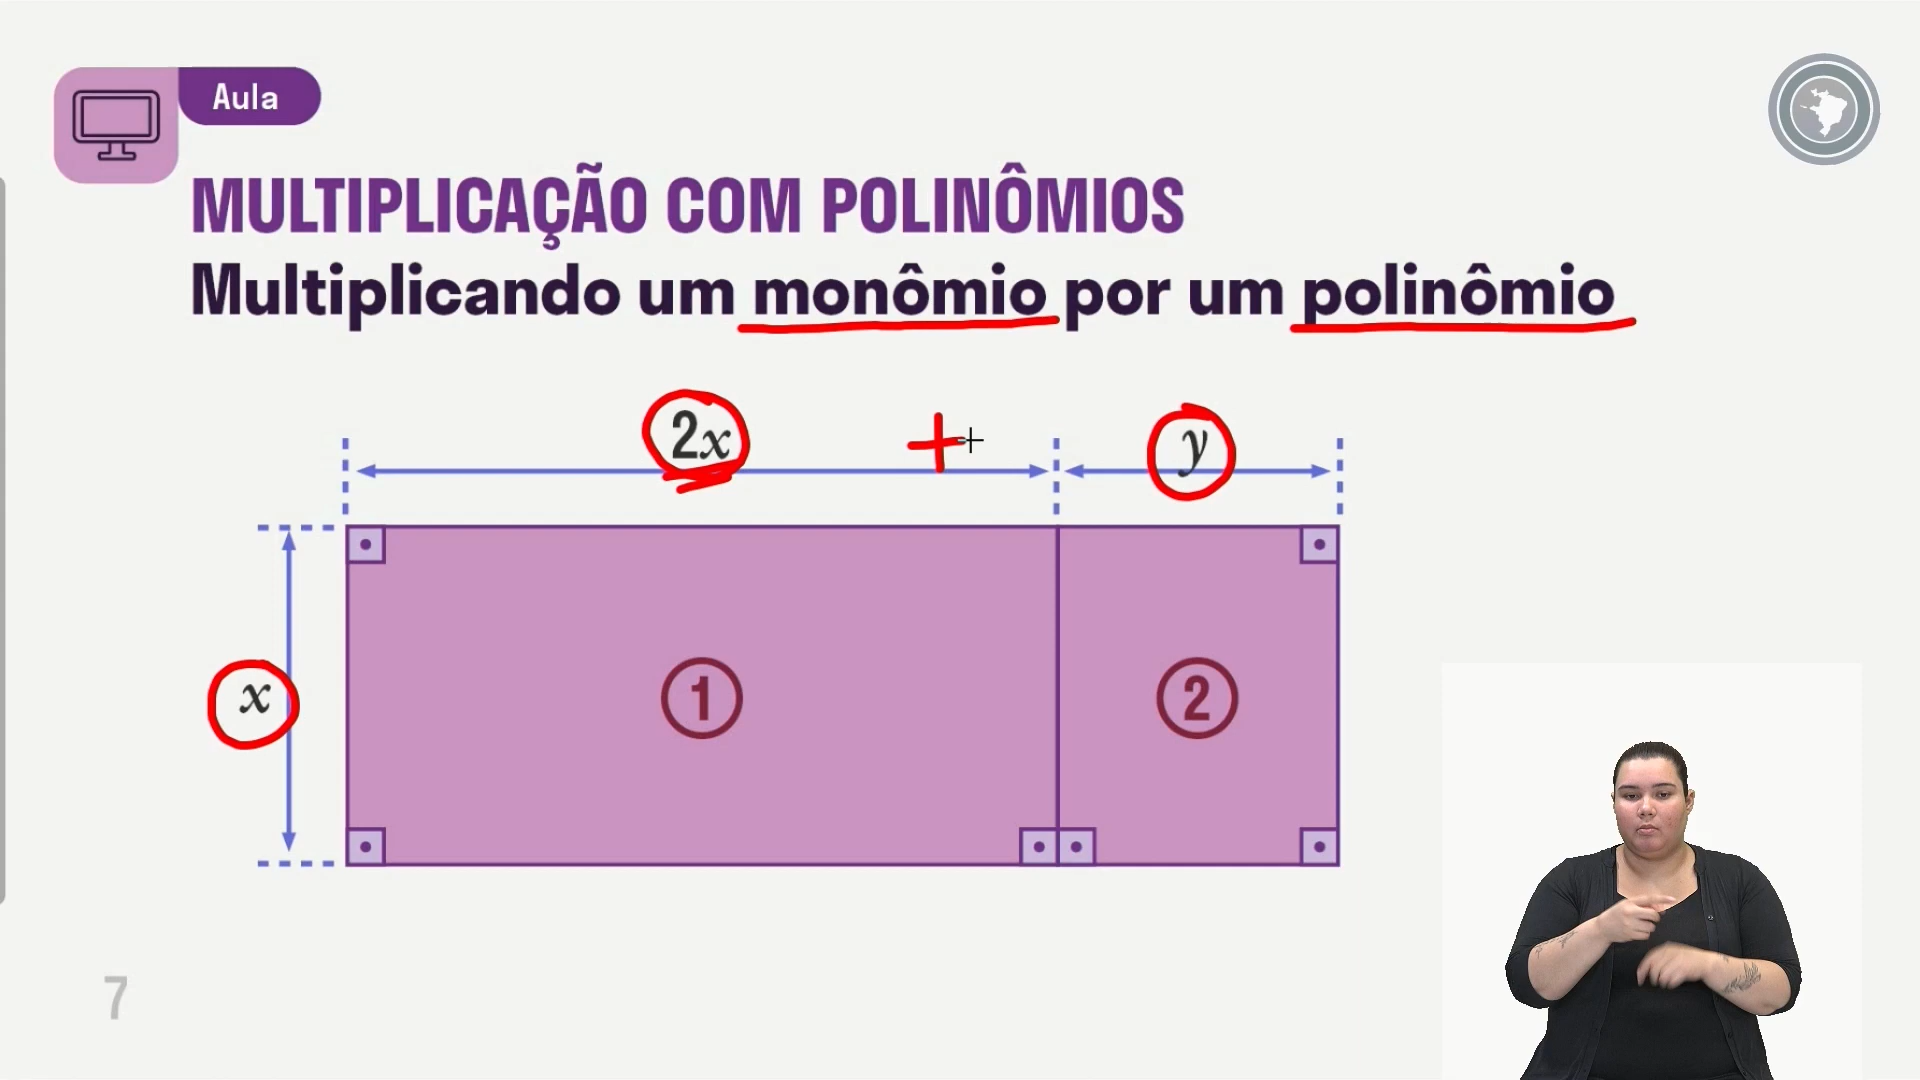 Aula
MULTIPLICAÇÃO COM POLINÔMIOS
Multiplicando um monômio por um polinômio
2x + y
x
1
2
7